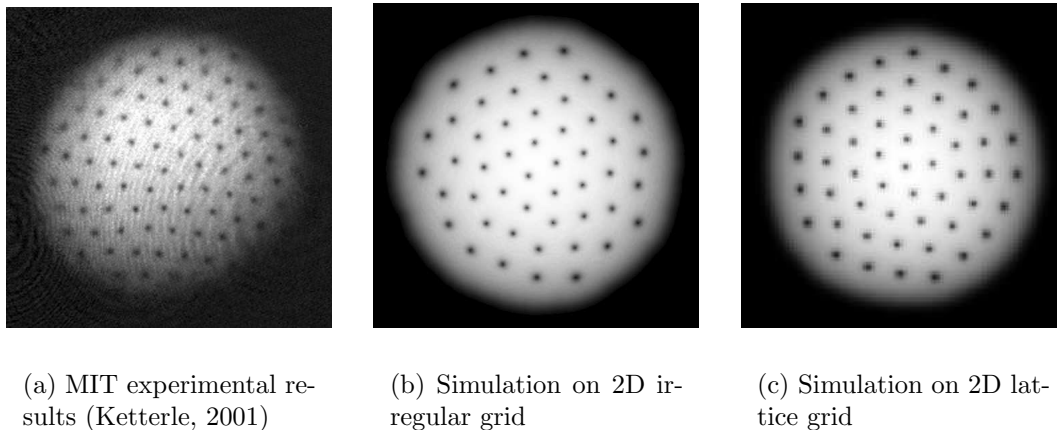 (a) MIT experimental re-
sults (Ketterle, 2001)
(b) Simulation on 2D ir-
regular grid
(c) Simulation on 2D lat-
tice grid